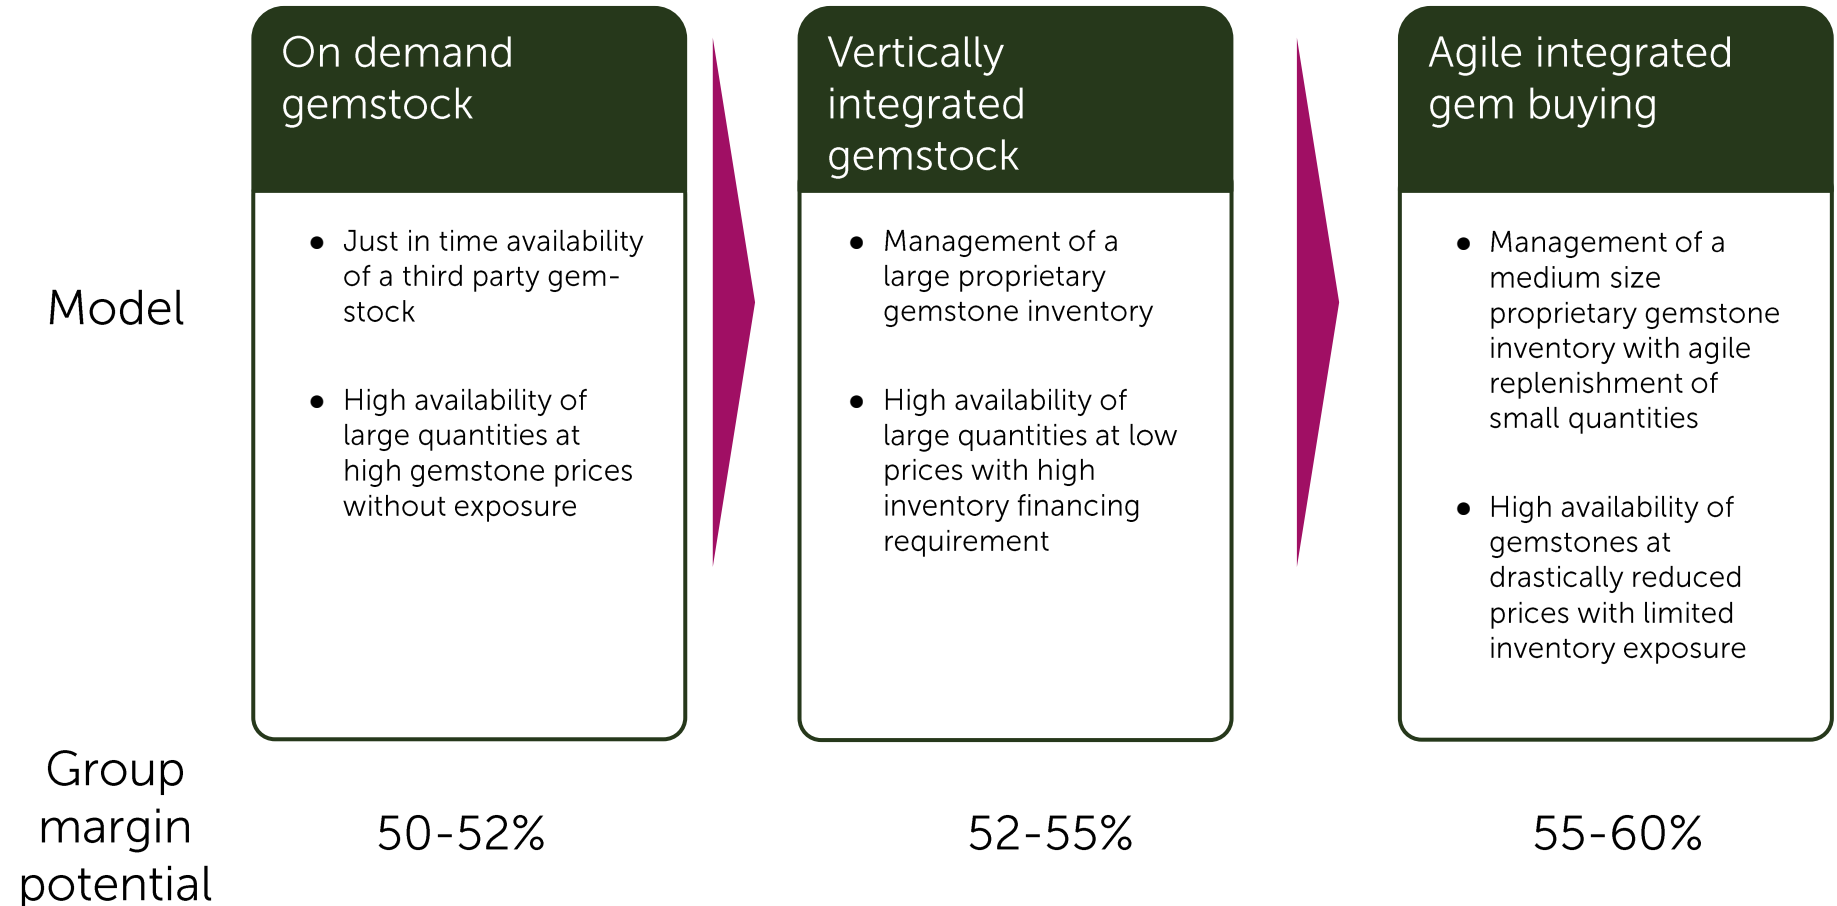 On demand
gemstock
Vertically
integrated
gemstock
Agile integrated
gem buying
Model
● Just in time availability
of a third party gem-
stock
● High availability of
large quantities at
high gemstone prices
without exposure
● Management of a
large proprietary
gemstone inventory
● High availability of
large quantities at low
prices with high
inventory financing
requirement
● Management of a
medium size
proprietary gemstone
inventory with agile
replenishment of
small quantities
● High availability of
gemstones at
drastically reduced
prices with limited
inventory exposure
Group
margin
potential
50-52%
52-55%
55-60%